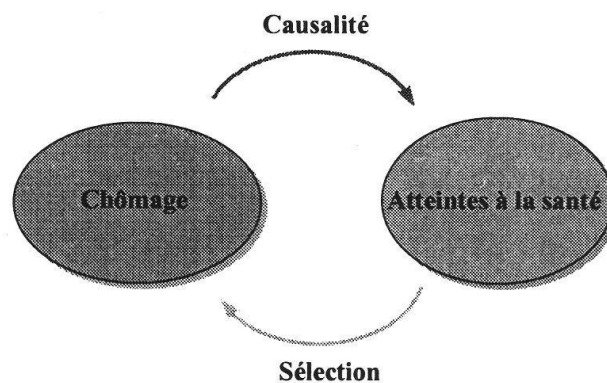 Causalité
Chômage
Atteintes à la santé
Sélection